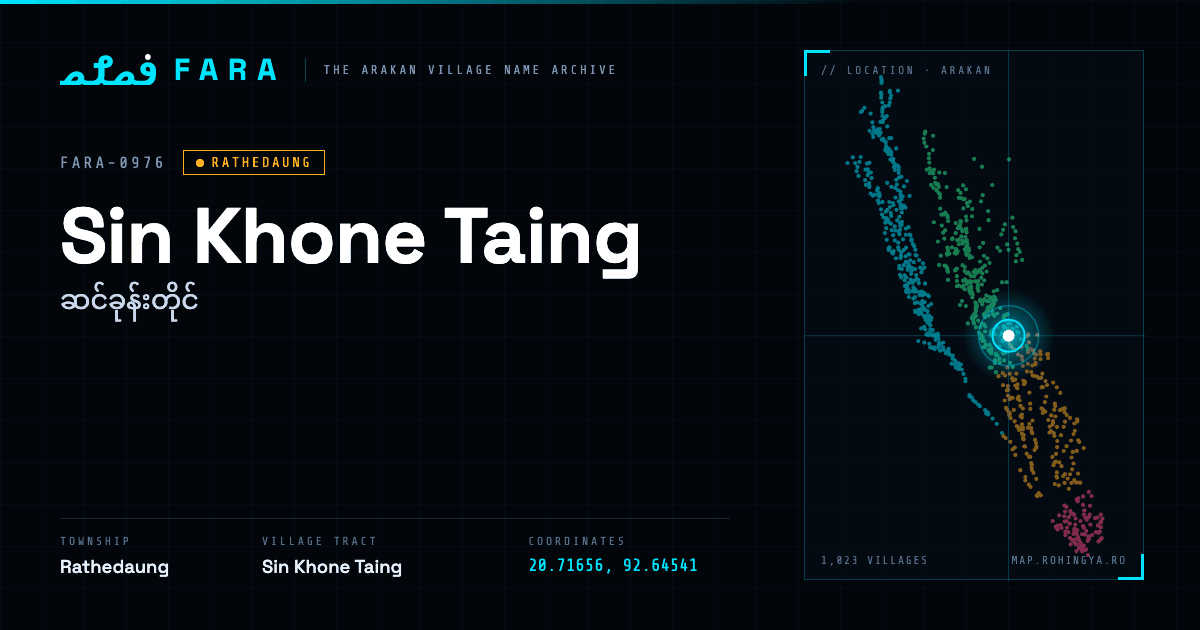 FARA
THE ARAKAN VILLAGE NAME ARCHIVE
FARA-0976
RATHEDAUNG
Sin Khone Taing
ဆင်ခုန်းတိုင်
TOWNSHIP
Rathedaung
VILLAGE TRACT
Sin Khone Taing
COORDINATES
20.71656, 92.64541
// LOCATION · ARAKAN
1,023 VILLAGES
MAP.ROHINGYA.RO